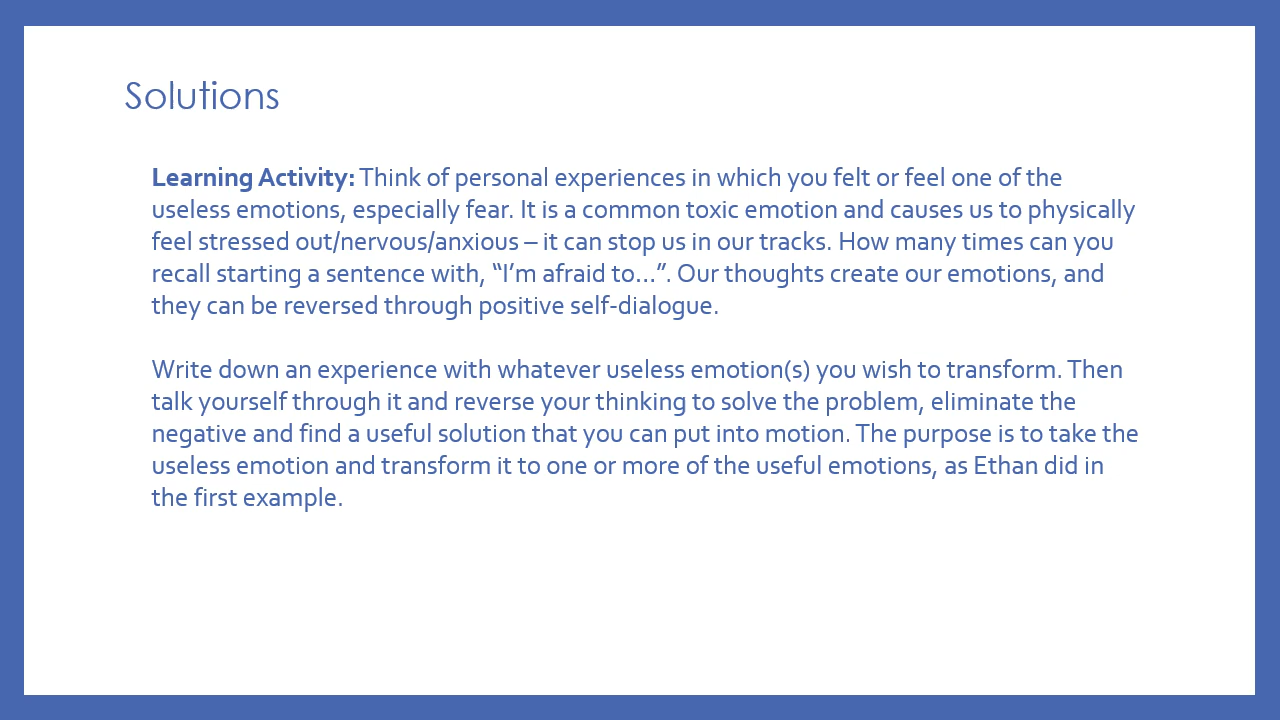 Solutions
Learning Activity: Think of personal experiences in which you felt or feel one of the
useless emotions, especially fear. It is a common toxic emotion and causes us to physically
feel stressed out/nervous/anxious – it can stop us in our tracks. How many times can you
recall starting a sentence with, “I’m afraid to…”. Our thoughts create our emotions, and
they can be reversed through positive self-dialogue.
Write down an experience with whatever useless emotion(s) you wish to transform. Then
talk yourself through it and reverse your thinking to solve the problem, eliminate the
negative and find a useful solution that you can put into motion. The purpose is to take the
useless emotion and transform it to one or more of the useful emotions, as Ethan did in
the first example.